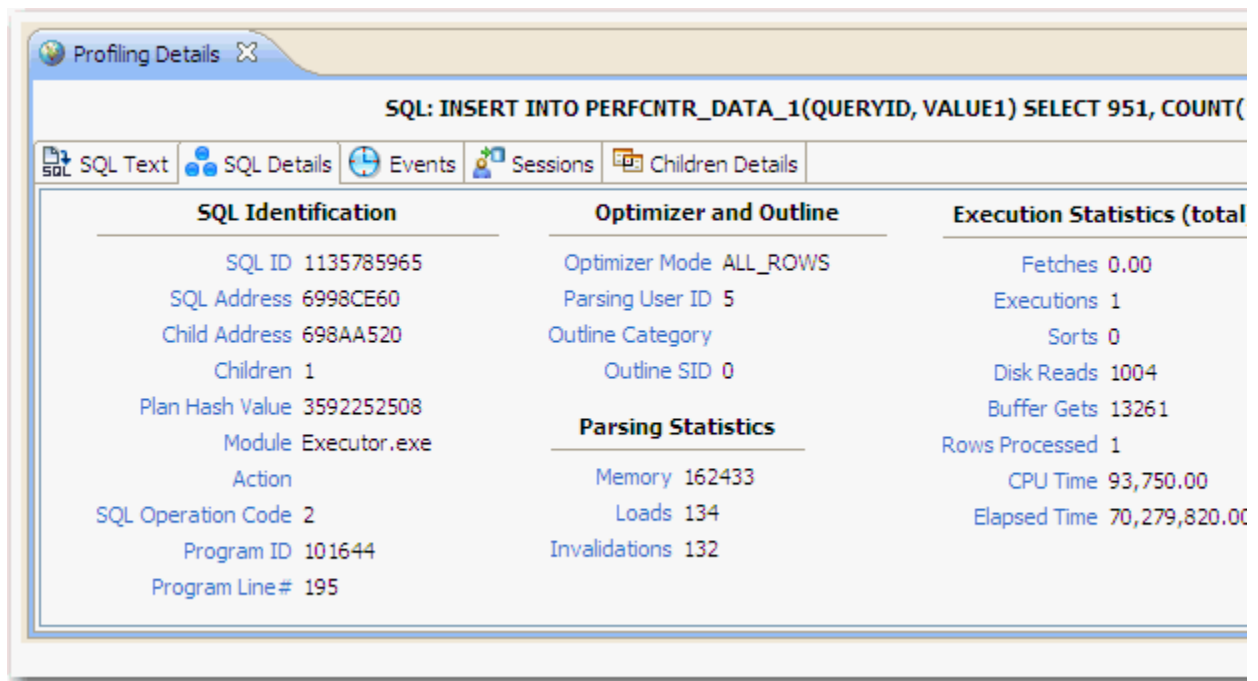 Profiling Details
SQL: INSERT INTO PERFCNTR_DATA_1(QUERYID, VALUE1) SELECT 951, COUNT(
SQL Text SQL Details Events Sessions Children Details
SQL Identification
SQL ID 1135785965
SQL Address 6998CE60
Child Address 698AA520
Children 1
Plan Hash Value 3592252508
Module Executor.exe
Action
SQL Operation Code 2
Program ID 101644
Program Line# 195
Optimizer and Outline
Optimizer Mode ALL_ROWS
Parsing User ID 5
Outline Category
Outline SID 0
Parsing Statistics
Memory 162433
Loads 134
Invalidations 132
Execution Statistics (total
Fetches 0.00
Executions 1
Sorts 0
Disk Reads 1004
Buffer Gets 13261
Rows Processed 1
CPU Time 93,750.00
Elapsed Time 70,279,820.00